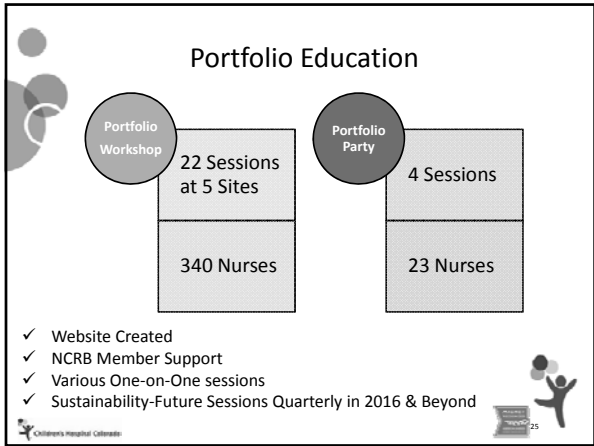 Portfolio Education
Portfolio
Workshop
22 Sessions
at 5 Sites
340 Nurses
Portfolio
Party
4 Sessions
23 Nurses
✓ Website Created
✓ NCRB Member Support
✓ Various One-on-One sessions
✓ Sustainability-Future Sessions Quarterly in 2016 & Beyond
Children's Hospital Colorado
25